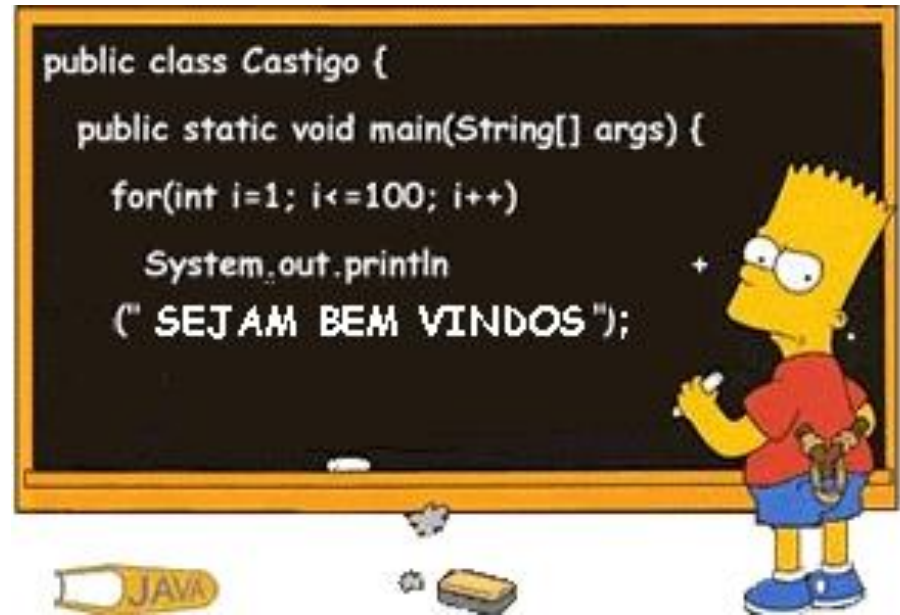 public class Castigo {
public static void main(String[] args) {
for(int i=1; i<=100; i++)
System.out.println +
(" SEJAM BEM VINDOS ");
JAVA